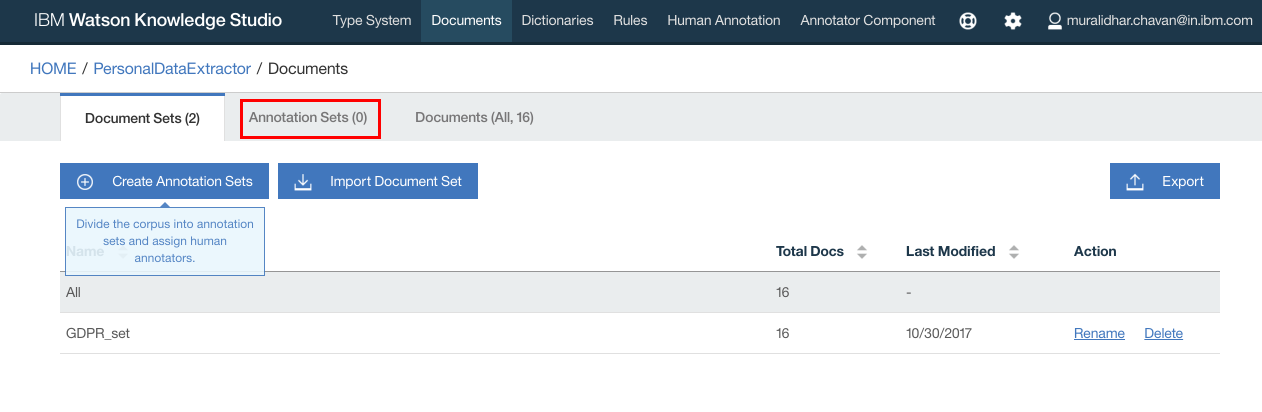 IBM Watson Knowledge Studio Type System Documents Dictionaries Rules Human Annotation Annotator Component muralidhar.chavan@in.ibm.com
HOME / PersonalDataExtractor / Documents
Document Sets (2) Annotation Sets (0) Documents (All, 16)
Create Annotation Sets Import Document Set Export
Divide the corpus into annotation
sets and assign human
annotators.
Name Total Docs Last Modified Action
All 16 -
GDPR_set 16 10/30/2017 Rename Delete